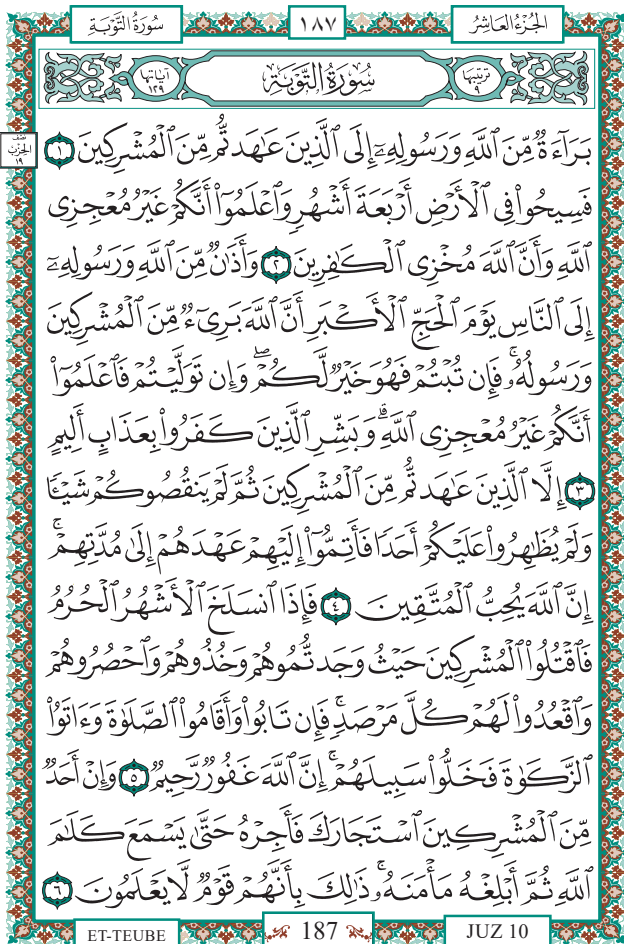 سُورَةُ التَّوْبَةِ
١٨٧
الجُزْءُ العَاشِرُ
آيَاتُهَا ١٢٩
سُورَةُ التَّوْبَةِ
تَرْتِيبُهَا ٩
نصف الحِزْب ١٩
بَرَآءَةٌ مِّنَ ٱللَّهِ وَرَسُولِهِۦٓ إِلَى ٱلَّذِينَ عَٰهَدتُّم مِّنَ ٱلْمُشْرِكِينَ ١
فَسِيحُوا۟ فِى ٱلْأَرْضِ أَرْبَعَةَ أَشْهُرٍ وَٱعْلَمُوٓا۟ أَنَّكُمْ غَيْرُ مُعْجِزِى
ٱللَّهِ وَأَنَّ ٱللَّهَ مُخْزِى ٱلْكَٰفِرِينَ ٢ وَأَذَٰنٌ مِّنَ ٱللَّهِ وَرَسُولِهِۦٓ
إِلَى ٱلنَّاسِ يَوْمَ ٱلْحَجِّ ٱلْأَكْبَرِ أَنَّ ٱللَّهَ بَرِىٓءٌ مِّنَ ٱلْمُشْرِكِينَ
وَرَسُولُهُۥ ۚ فَإِن تُبْتُمْ فَهُوَ خَيْرٌ لَّكُمْ ۖ وَإِن تَوَلَّيْتُمْ فَٱعْلَمُوٓا۟
أَنَّكُمْ غَيْرُ مُعْجِزِى ٱللَّهِ ۗ وَبَشِّرِ ٱلَّذِينَ كَفَرُوا۟ بِعَذَابٍ أَلِيمٍ
٣ إِلَّا ٱلَّذِينَ عَٰهَدتُّم مِّنَ ٱلْمُشْرِكِينَ ثُمَّ لَمْ يَنقُصُوكُمْ شَيْـًٔا
وَلَمْ يُظَٰهِرُوا۟ عَلَيْكُمْ أَحَدًا فَأَتِمُّوٓا۟ إِلَيْهِمْ عَهْدَهُمْ إِلَىٰ مُدَّتِهِمْ ۚ
إِنَّ ٱللَّهَ يُحِبُّ ٱلْمُتَّقِينَ ٤ فَإِذَا ٱنسَلَخَ ٱلْأَشْهُرُ ٱلْحُرُمُ
فَٱقْتُلُوا۟ ٱلْمُشْرِكِينَ حَيْثُ وَجَدتُّمُوهُمْ وَخُذُوهُمْ وَٱحْصُرُوهُمْ
وَٱقْعُدُوا۟ لَهُمْ كُلَّ مَرْصَدٍ ۚ فَإِن تَابُوا۟ وَأَقَامُوا۟ ٱلصَّلَوٰةَ وَءَاتَوُا۟
ٱلزَّكَوٰةَ فَخَلُّوا۟ سَبِيلَهُمْ ۚ إِنَّ ٱللَّهَ غَفُورٌ رَّحِيمٌ ٥ وَإِنْ أَحَدٌ
مِّنَ ٱلْمُشْرِكِينَ ٱسْتَجَارَكَ فَأَجِرْهُ حَتَّىٰ يَسْمَعَ كَلَٰمَ
ٱللَّهِ ثُمَّ أَبْلِغْهُ مَأْمَنَهُۥ ۚ ذَٰلِكَ بِأَنَّهُمْ قَوْمٌ لَّا يَعْلَمُونَ ٦
ET-TEUBE
187
JUZ 10